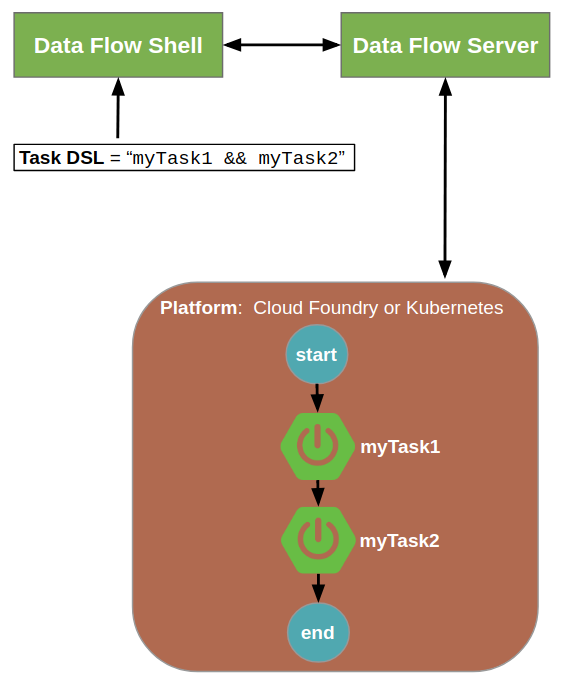 Data Flow Shell
Data Flow Server
Task DSL = “myTask1 && myTask2”
Platform:  Cloud Foundry or Kubernetes
start
myTask1
myTask2
end